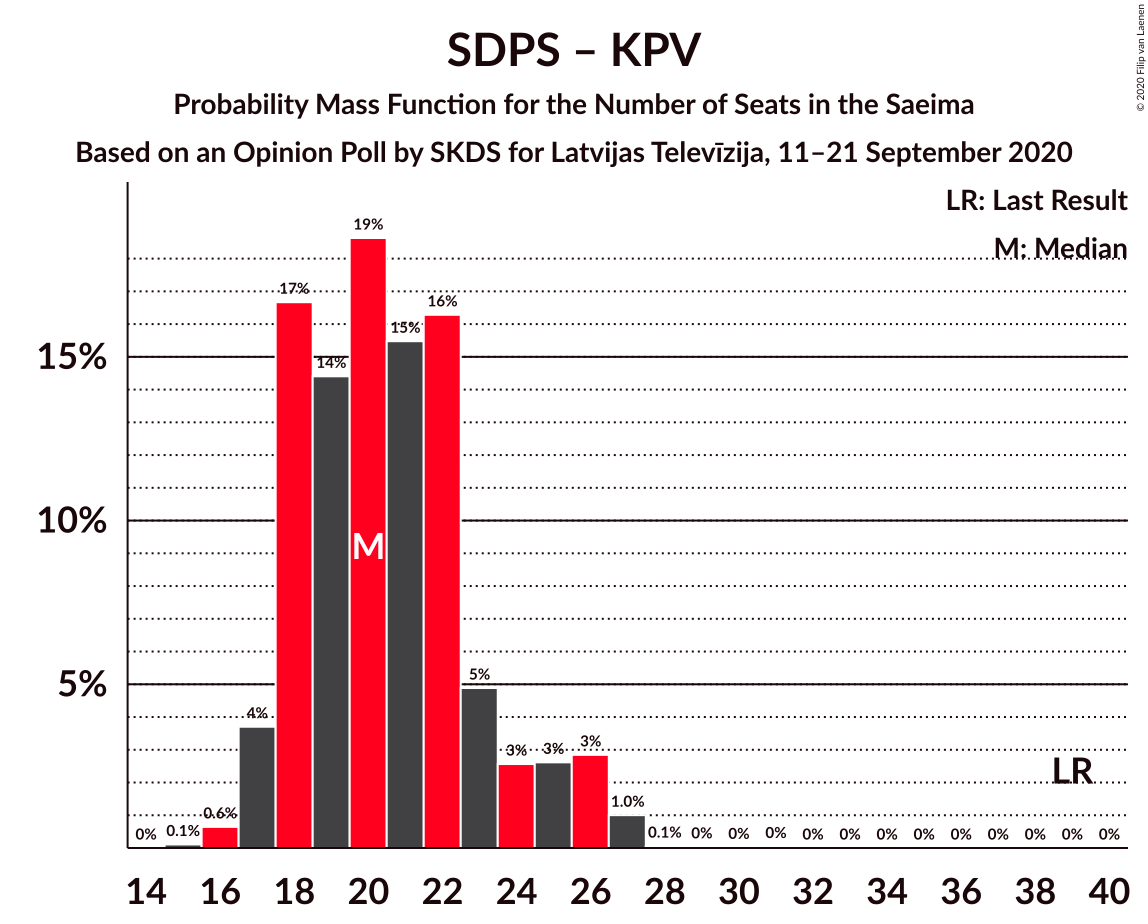 SDPS – KPV
Probability Mass Function for the Number of Seats in the Saeima
Based on an Opinion Poll by SKDS for Latvijas Televīzija, 11–21 September 2020
© 2020 Filip van Laenen
LR: Last Result
M: Median
15%
10%
5%
0% 0.1% 0.6% 4% 17% 14% 19% 15% 16% 5% 3% 3% 3% 1.0% 0.1% 0% 0% 0% 0% 0% 0% 0% 0% 0% 0% 0% 0%
M
LR
14 16 18 20 22 24 26 28 30 32 34 36 38 40